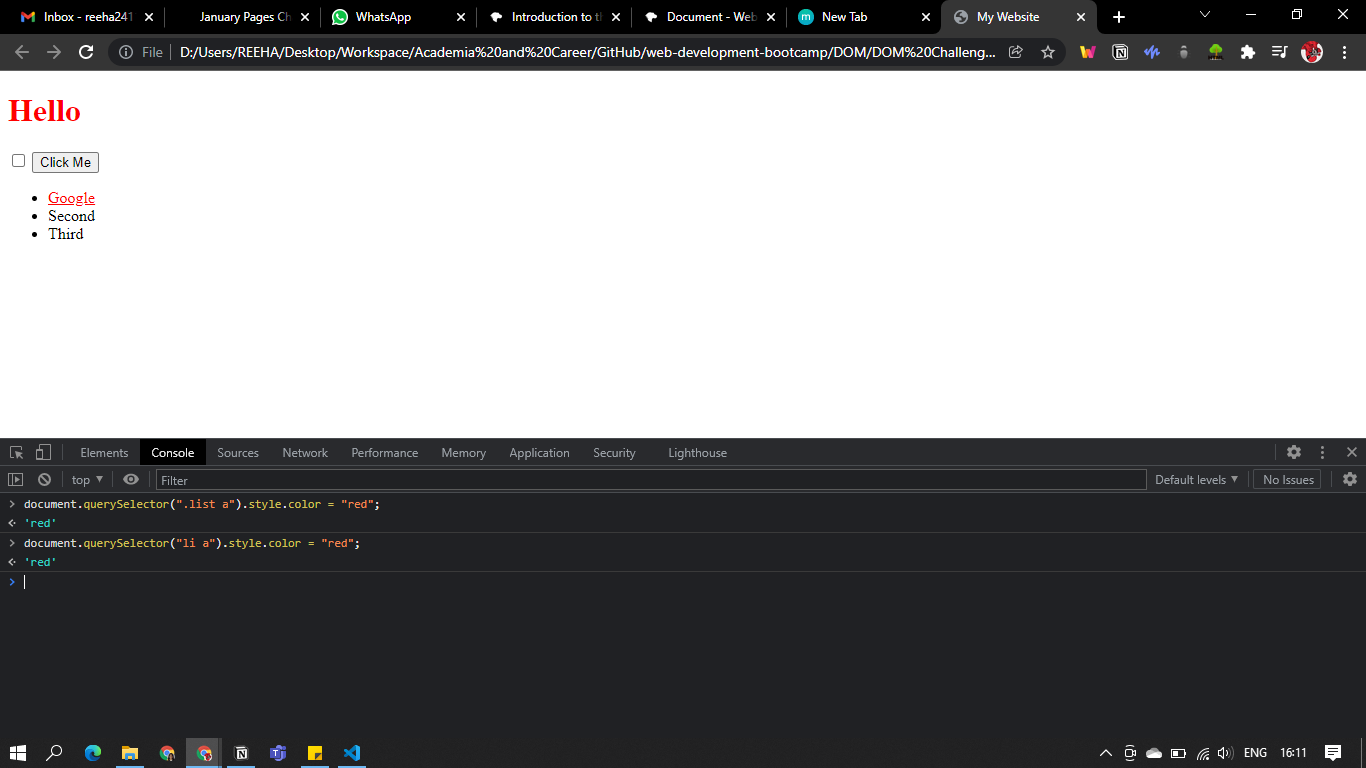 Inbox - reeha241
January Pages Ch
WhatsApp
Introduction to th
Document - Web
New Tab
My Website
File
D:/Users/REEHA/Desktop/Workspace/Academia%20and%20Career/GitHub/web-development-bootcamp/DOM/DOM%20Challeng...
Hello
Click Me
Google
Second
Third
Elements
Console
Sources
Network
Performance
Memory
Application
Security
Lighthouse
top
Filter
Default levels
No Issues
document.querySelector(".list a").style.color = "red";
'red'
document.querySelector("li a").style.color = "red";
'red'
ENG
16:11